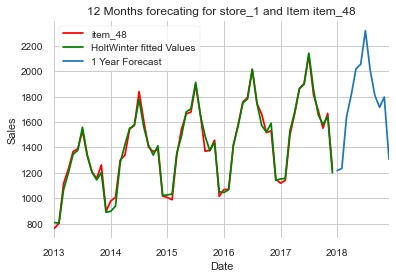 12 Months forecating for store_1 and Item item_48
item_48
HoltWinter fitted Values
1 Year Forecast
Sales
2200
2000
1800
1600
1400
1200
1000
800
2013
2014
2015
2016
2017
2018
Date